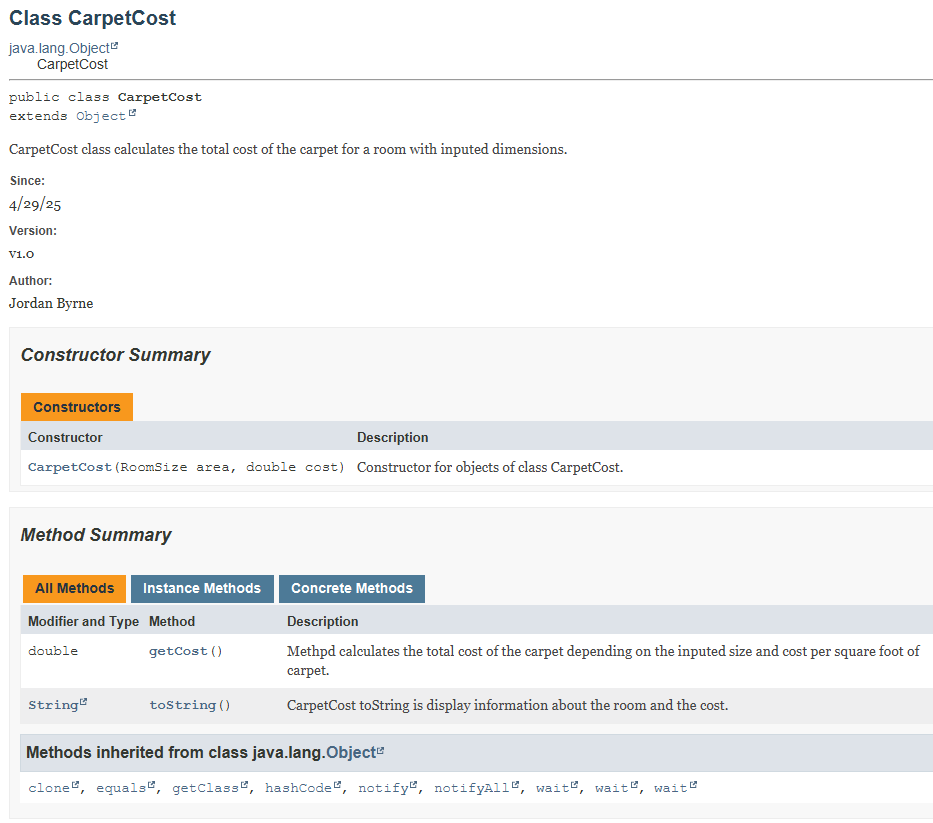 Class CarpetCost
java.lang.Object
CarpetCost
public class CarpetCost
extends Object
CarpetCost class calculates the total cost of the carpet for a room with inputed dimensions.
Since:
4/29/25
Version:
v1.0
Author:
Jordan Byrne
Constructor Summary
Constructors
Constructor Description
CarpetCost(RoomSize area, double cost) Constructor for objects of class CarpetCost.
Method Summary
All Methods Instance Methods Concrete Methods
Modifier and Type Method Description
double getCost() Methpd calculates the total cost of the carpet depending on the inputed size and cost per square foot of
carpet.
String toString() CarpetCost toString is display information about the room and the cost.
Methods inherited from class java.lang.Object
clone, equals, getClass, hashCode, notify, notifyAll, wait, wait, wait